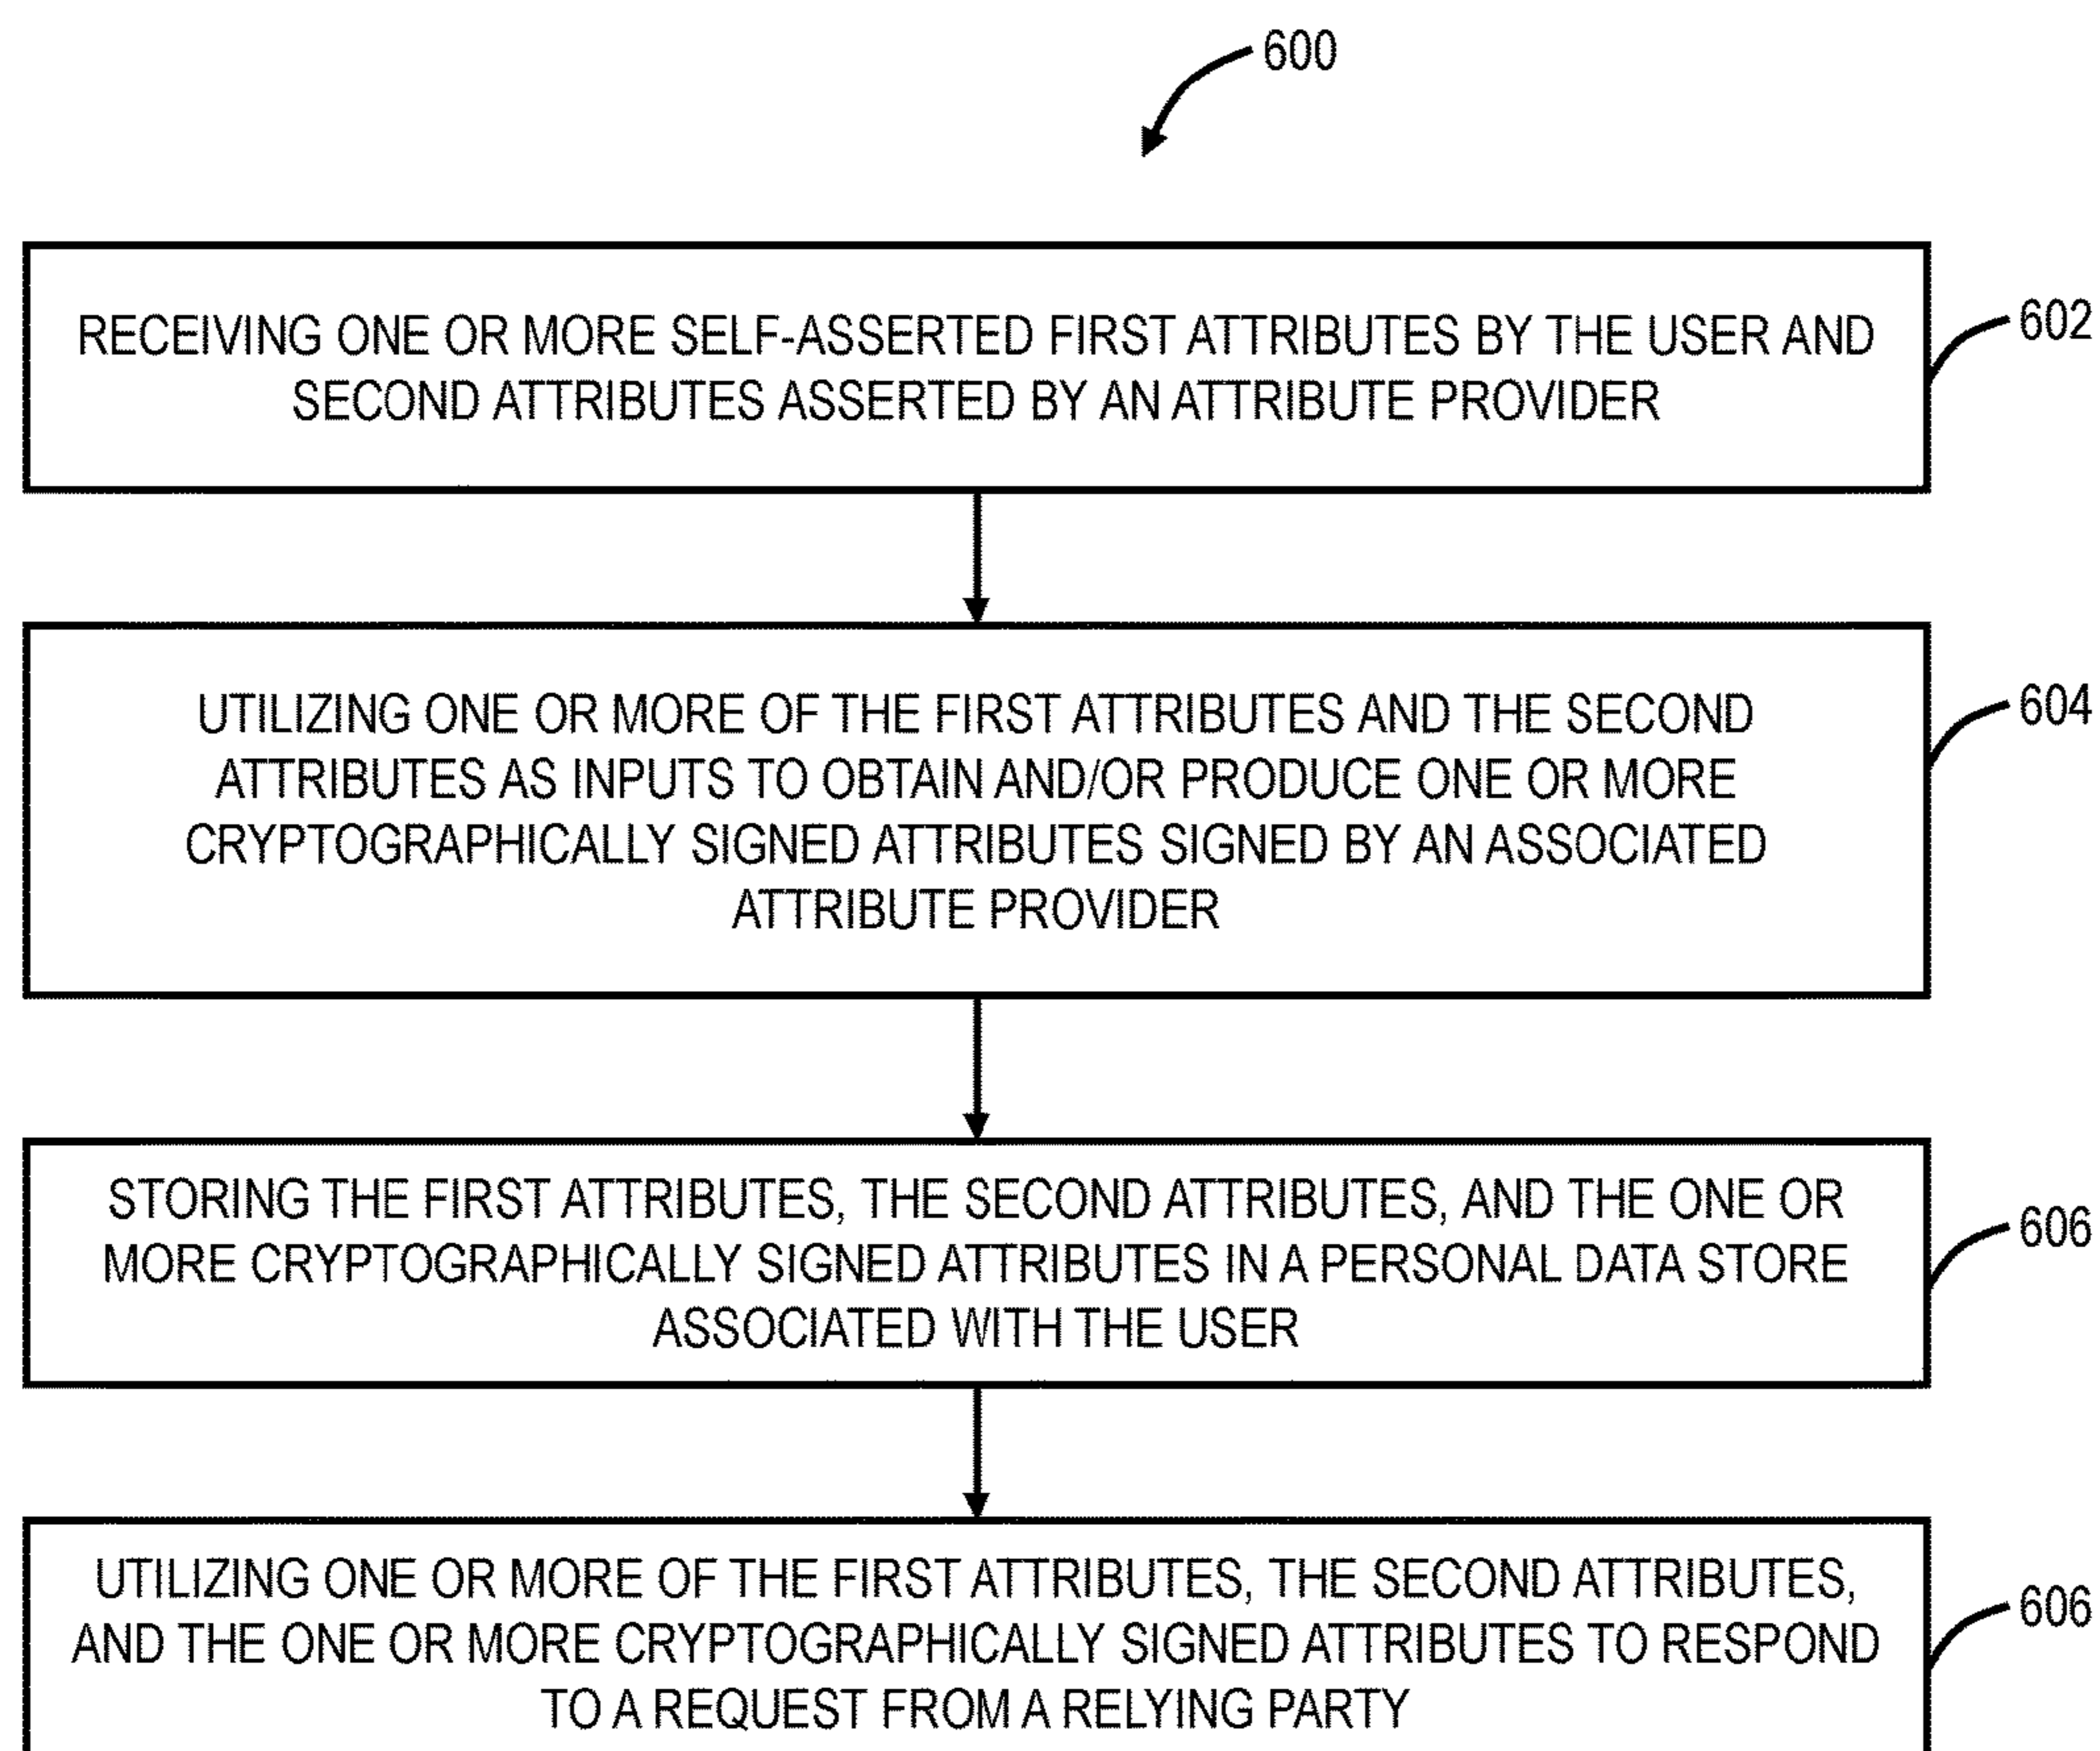 600
RECEIVING ONE OR MORE SELF-ASSERTED FIRST ATTRIBUTES BY THE USER AND
SECOND ATTRIBUTES ASSERTED BY AN ATTRIBUTE PROVIDER
602
UTILIZING ONE OR MORE OF THE FIRST ATTRIBUTES AND THE SECOND
ATTRIBUTES AS INPUTS TO OBTAIN AND/OR PRODUCE ONE OR MORE
CRYPTOGRAPHICALLY SIGNED ATTRIBUTES SIGNED BY AN ASSOCIATED
ATTRIBUTE PROVIDER
604
STORING THE FIRST ATTRIBUTES, THE SECOND ATTRIBUTES, AND THE ONE OR
MORE CRYPTOGRAPHICALLY SIGNED ATTRIBUTES IN A PERSONAL DATA STORE
ASSOCIATED WITH THE USER
606
UTILIZING ONE OR MORE OF THE FIRST ATTRIBUTES, THE SECOND ATTRIBUTES,
AND THE ONE OR MORE CRYPTOGRAPHICALLY SIGNED ATTRIBUTES TO RESPOND
TO A REQUEST FROM A RELYING PARTY
606